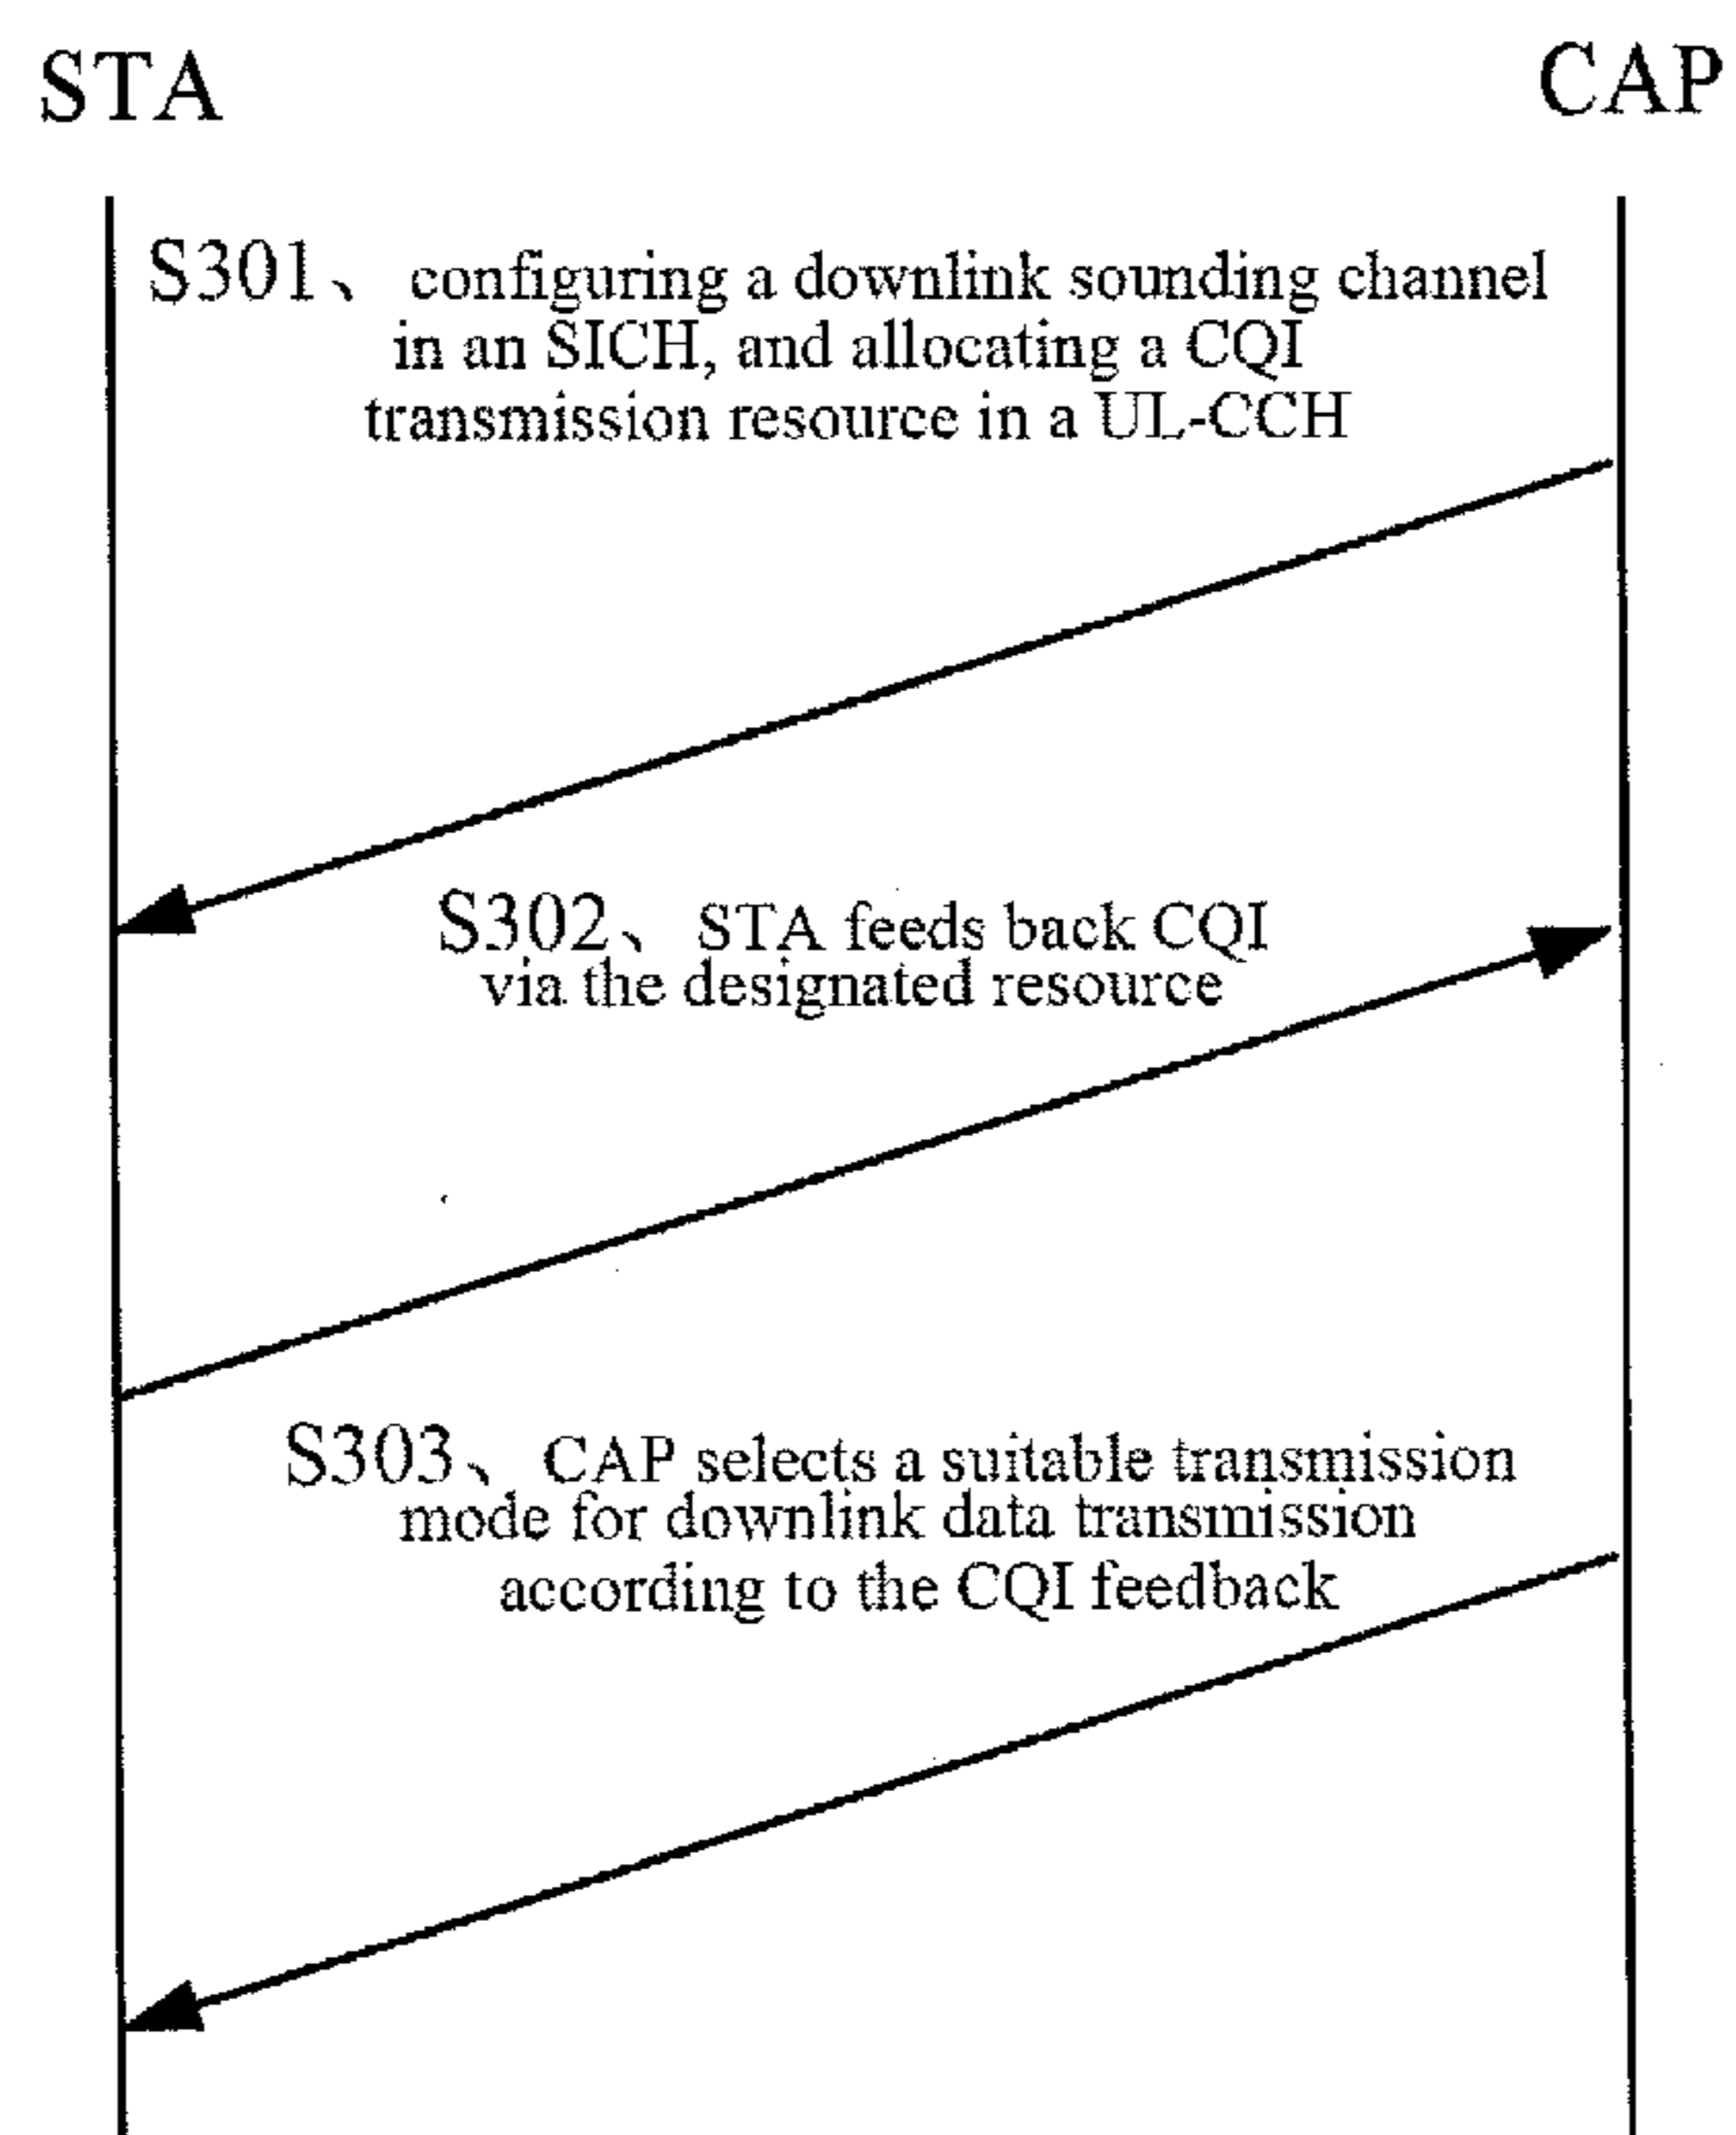 STA
CAP
S301、 configuring a downlink sounding channel
in an SICH, and allocating a CQI
transmission resource in a UL-CCH
S302、 STA feeds back CQI
via the designated resource
S303、 CAP selects a suitable transmission
mode for downlink data transmission
according to the CQI feedback